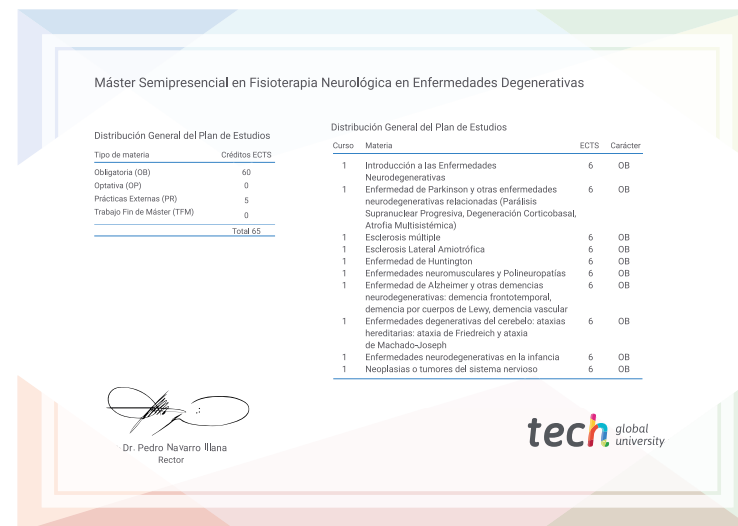 Máster Semipresencial en Fisioterapia Neurológica en Enfermedades Degenerativas
Distribución General del Plan de Estudios
Tipo de materia Créditos ECTS
Obligatoria (OB) 60
Optativa (OP) 0
Prácticas Externas (PR) 5
Trabajo Fin de Máster (TFM) 0
Total 65
Distribución General del Plan de Estudios
Curso Materia ECTS Carácter
1 Introducción a las Enfermedades 6 OB
Neurodegenerativas
1 Enfermedad de Parkinson y otras enfermedades 6 OB
neurodegenerativas relacionadas (Parálisis
Supranuclear Progresiva, Degeneración Corticobasal,
Atrofia Multisistémica)
1 Esclerosis múltiple 6 OB
1 Esclerosis Lateral Amiotrófica 6 OB
1 Enfermedad de Huntington 6 OB
1 Enfermedades neuromusculares y Polineuropatías 6 OB
1 Enfermedad de Alzheimer y otras demencias 6 OB
neurodegenerativas: demencia frontotemporal,
demencia por cuerpos de Lewy, demencia vascular
1 Enfermedades degenerativas del cerebelo: ataxias 6 OB
hereditarias: ataxia de Friedreich y ataxia
de Machado-Joseph
1 Enfermedades neurodegenerativas en la infancia 6 OB
1 Neoplasias o tumores del sistema nervioso 6 OB
Dr. Pedro Navarro Illana
Rector
tech global
university